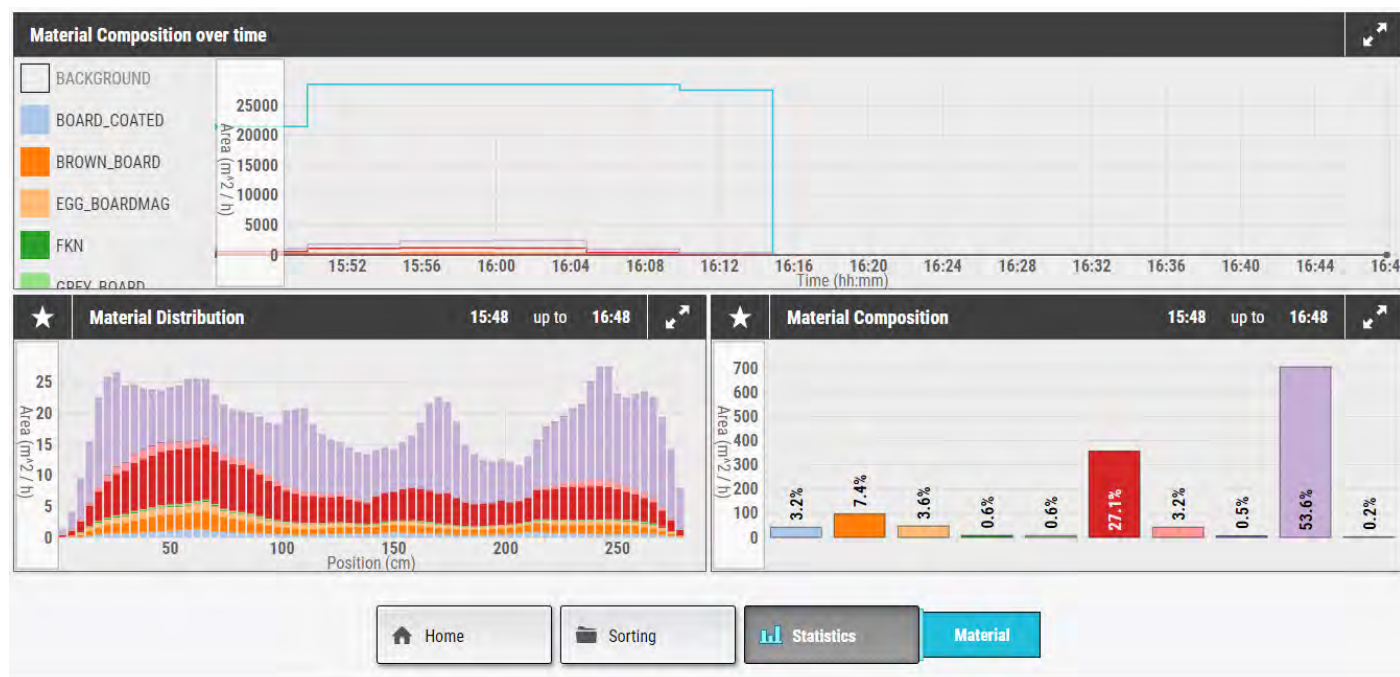 Material Composition over time
BACKGROUND
BOARD_COATED
BROWN_BOARD
EGG_BOARDMAG
FKN
GREY_BOARD
Area (m^2 / h)
25000
20000
15000
10000
5000
0
15:52 15:56 16:00 16:04 16:08 16:12 16:16 16:20 16:24 16:28 16:32 16:36 16:40 16:44 16:4
Time (hh:mm)
Material Distribution 15:48 up to 16:48
Area (m^2 / h)
25
20
15
10
5
0
50 100 150 200 250
Position (cm)
Material Composition 15:48 up to 16:48
Area (m^2 / h)
700
600
500
400
300
200
100
0
3.2% 7.4% 3.6% 0.6% 0.6% 27.1% 3.2% 0.5% 53.6% 0.2%
Home Sorting Statistics Material